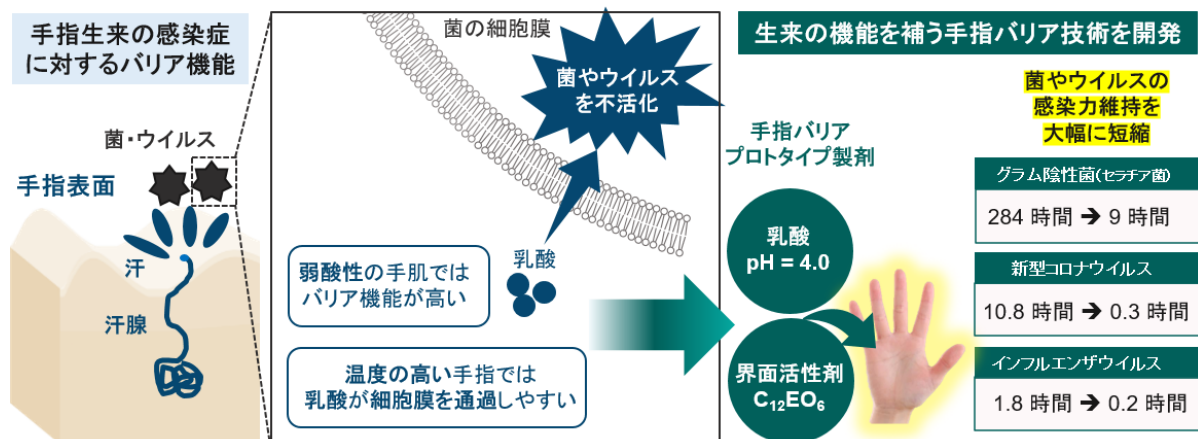 手指生来の感染症
に対するバリア機能
菌・ウイルス
手指表面
汗
汗腺
菌の細胞膜
菌やウイルス
を不活化
乳酸
弱酸性の手肌では
バリア機能が高い
温度の高い手指では
乳酸が細胞膜を通過しやすい
生来の機能を補う手指バリア技術を開発
手指バリア
プロトタイプ製剤
乳酸
pH = 4.0
界面活性剤
C₁₂EO₆
菌やウイルスの
感染力維持を
大幅に短縮
グラム陰性菌(セラチア菌)
284 時間 → 9 時間
新型コロナウイルス
10.8 時間 → 0.3 時間
インフルエンザウイルス
1.8 時間 → 0.2 時間